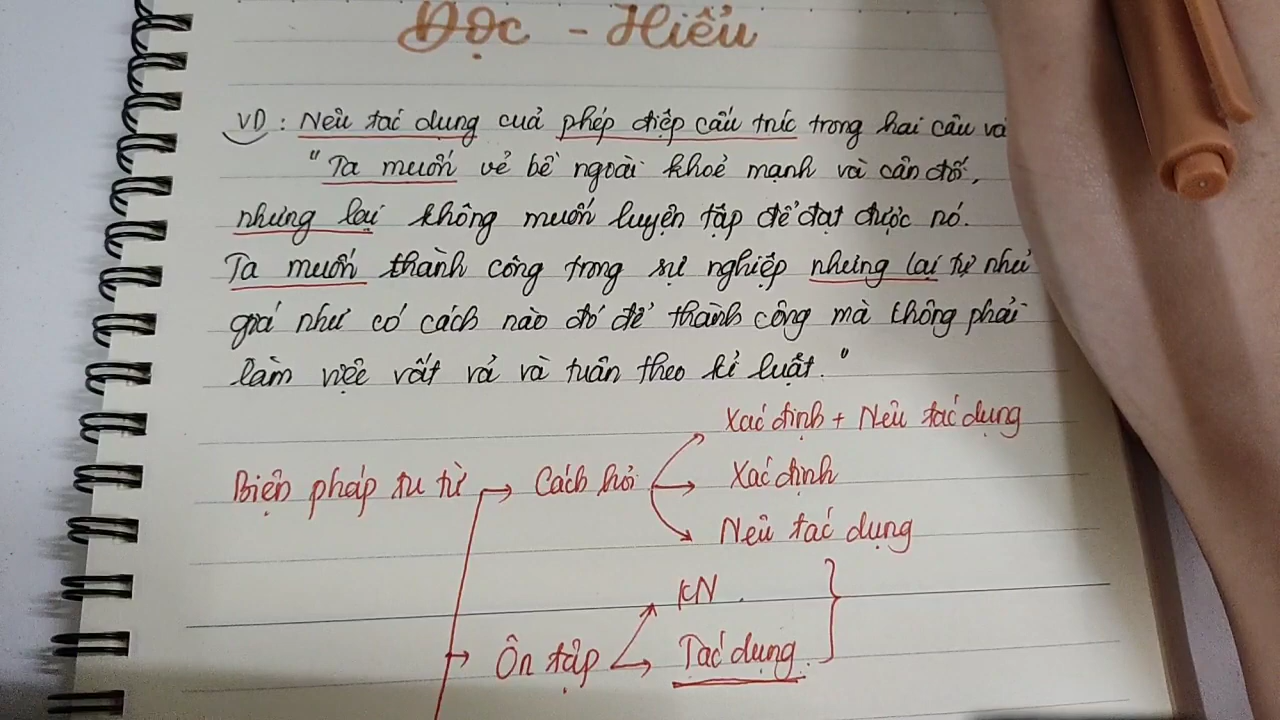 Đọc - Hiểu
VD: Nêu tác dụng của phép điệp cấu trúc trong hai câu
"Ta muốn vẻ bề ngoài khoẻ mạnh và cân đối,
nhưng lại không muốn luyện tập để đạt được nó.
Ta muốn thành công trong sự nghiệp nhưng lại tự như
giá như có cách nào đó để thành công mà không phải
làm việc vất vả và tuân theo kỉ luật."
Xác định + Nêu tác dụng
Biện pháp tu từ → Cách hỏi → Xác định
Nêu tác dụng
KN
Ôn tập → Tác dụng.